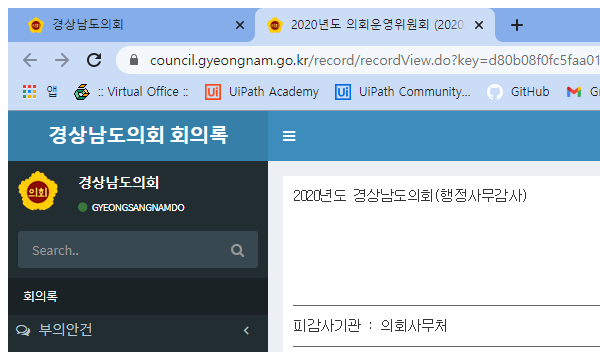 경상남도의회
2020년도 의회운영위원회 (2020
council.gyeongnam.go.kr/record/recordView.do?key=d80b08f0fc5faa01
앱 :: Virtual Office :: UiPath Academy UiPath Community... GitHub
경상남도의회 회의록
경상남도의회
GYEONGSANGNAMDO
의회
Search..
회의록
부의안건
2020년도 경상남도의회(행정사무감사)
피감사기관 : 의회사무처